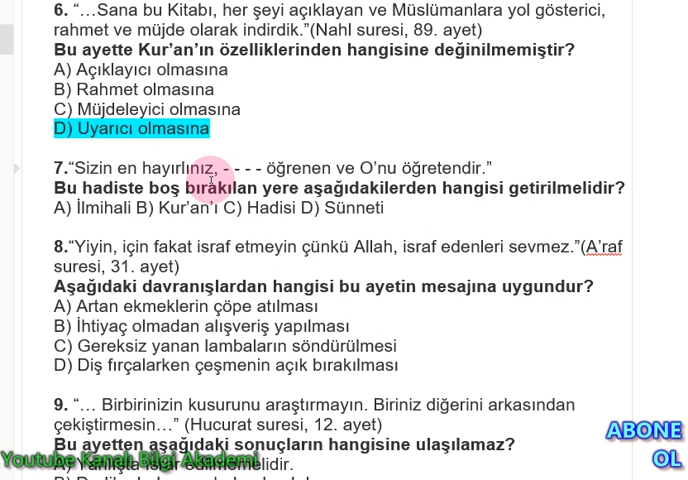 6. “…Sana bu Kitabı, her şeyi açıklayan ve Müslümanlara yol gösterici,
rahmet ve müjde olarak indirdik.”(Nahl suresi, 89. ayet)
Bu ayette Kur’an’ın özelliklerinden hangisine değinilmemiştir?
A) Açıklayıcı olmasına
B) Rahmet olmasına
C) Müjdeleyici olmasına
D) Uyarıcı olmasına
7.“Sizin en hayırlınız, - - - - öğrenen ve O’nu öğretendir.”
Bu hadiste boş bırakılan yere aşağıdakilerden hangisi getirilmelidir?
A) İlmihali B) Kur’an’ı C) Hadisi D) Sünneti
8.“Yiyin, için fakat israf etmeyin çünkü Allah, israf edenleri sevmez.”(A’raf
suresi, 31. ayet)
Aşağıdaki davranışlardan hangisi bu ayetin mesajına uygundur?
A) Artan ekmeklerin çöpe atılması
B) İhtiyaç olmadan alışveriş yapılması
C) Gereksiz yanan lambaların söndürülmesi
D) Diş fırçalarken çeşmenin açık bırakılması
9. “… Birbirinizin kusurunu araştırmayın. Biriniz diğerini arkasından
çekiştirmesin…” (Hucurat suresi, 12. ayet)
Bu ayetten aşağıdaki sonuçların hangisine ulaşılamaz?
A) Yanlışta ısrar edilmemelidir.
ABONE
OL
Youtube Kanalı Bilgi Akademi